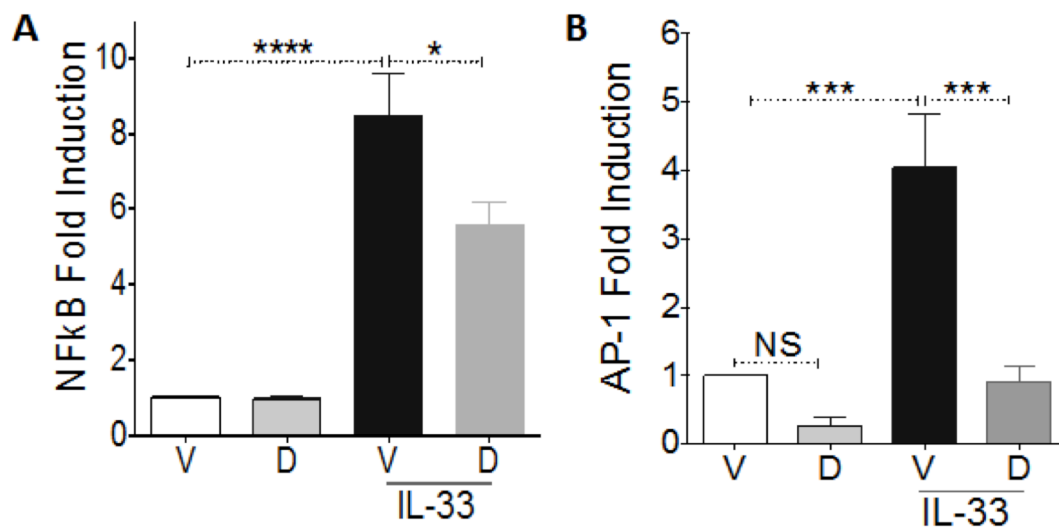 A
NFkB Fold Induction
10
8
6
4
2
0
****
*
V
D
V
D
IL-33
B
AP-1 Fold Induction
6
5
4
3
2
1
0
***
***
NS
V
D
V
D
IL-33